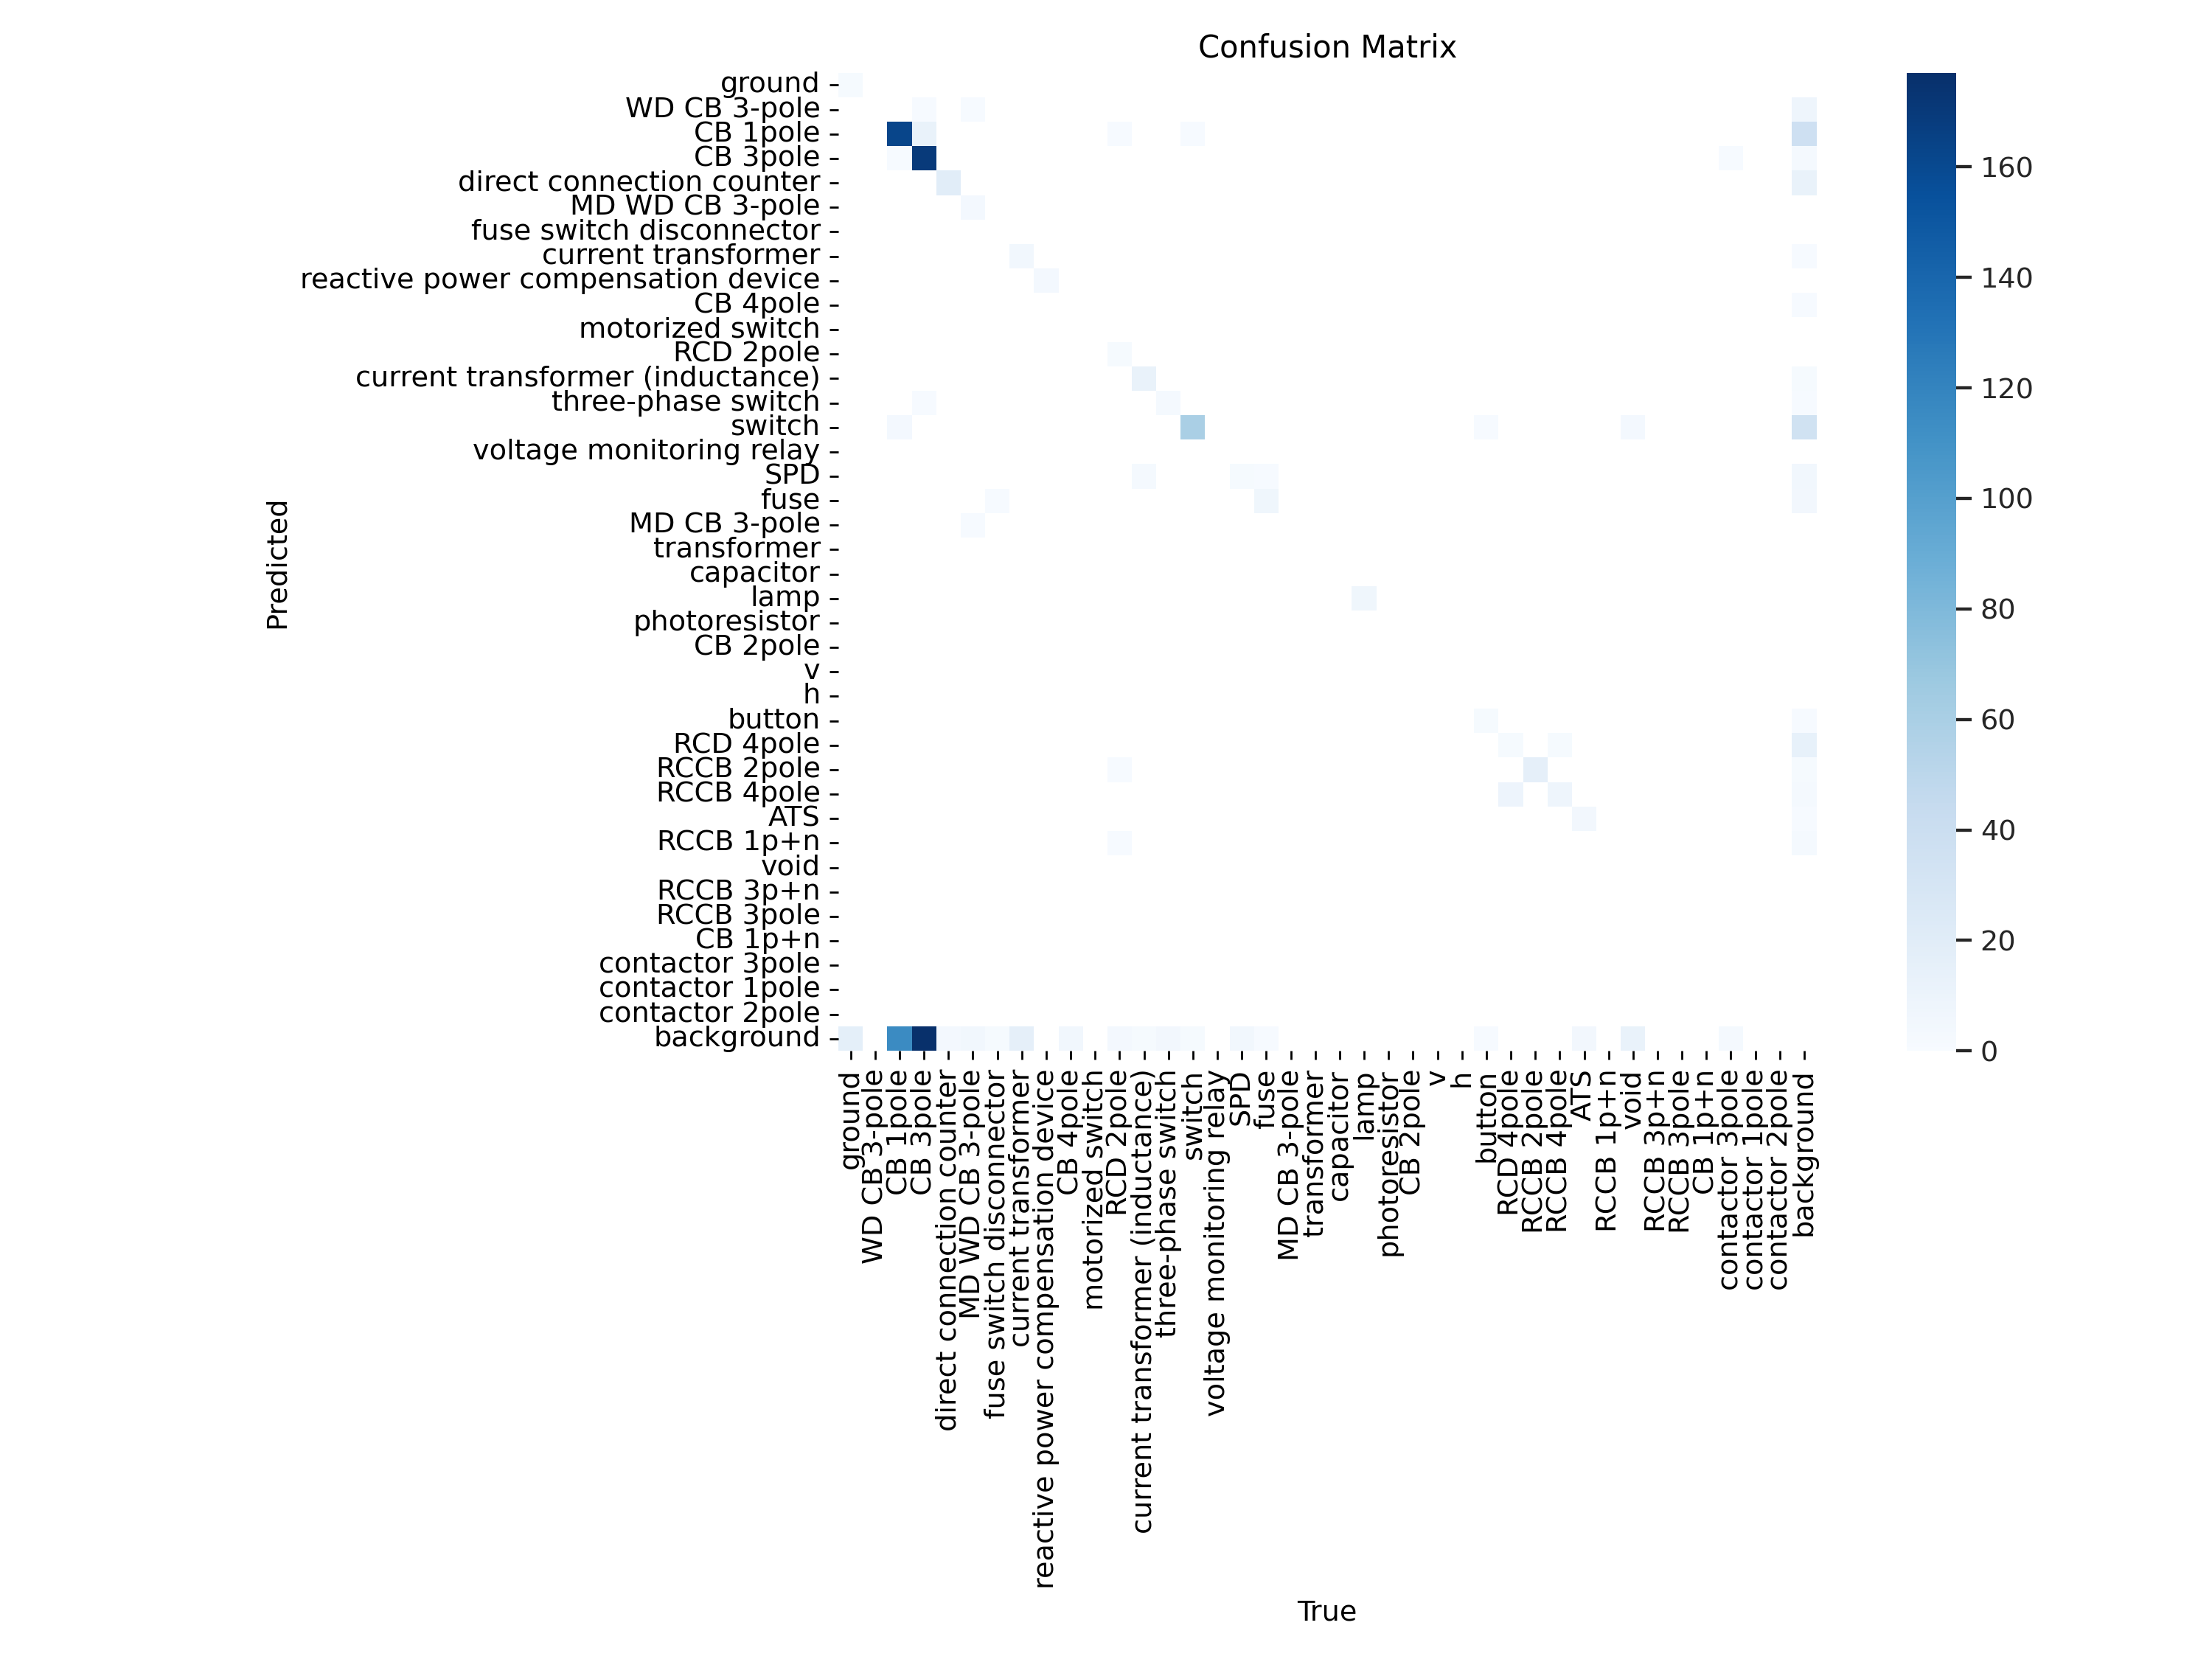 Confusion Matrix
Predicted
ground
WD CB 3-pole
CB 1pole
CB 3pole
direct connection counter
MD WD CB 3-pole
fuse switch disconnector
current transformer
reactive power compensation device
CB 4pole
motorized switch
RCD 2pole
current transformer (inductance)
three-phase switch
switch
voltage monitoring relay
SPD
fuse
MD CB 3-pole
transformer
capacitor
lamp
photoresistor
CB 2pole
v
h
button
RCD 4pole
RCCB 2pole
RCCB 4pole
ATS
RCCB 1p+n
void
RCCB 3p+n
RCCB 3pole
CB 1p+n
contactor 3pole
contactor 1pole
contactor 2pole
background
ground
WD CB 3-pole
CB 1pole
CB 3pole
direct connection counter
MD WD CB 3-pole
fuse switch disconnector
current transformer
reactive power compensation device
CB 4pole
motorized switch
RCD 2pole
current transformer (inductance)
three-phase switch
switch
voltage monitoring relay
SPD
fuse
MD CB 3-pole
transformer
capacitor
lamp
photoresistor
CB 2pole
v
h
button
RCD 4pole
RCCB 2pole
RCCB 4pole
ATS
RCCB 1p+n
void
RCCB 3p+n
RCCB 3pole
CB 1p+n
contactor 3pole
contactor 1pole
contactor 2pole
background
True
160
140
120
100
80
60
40
20
0